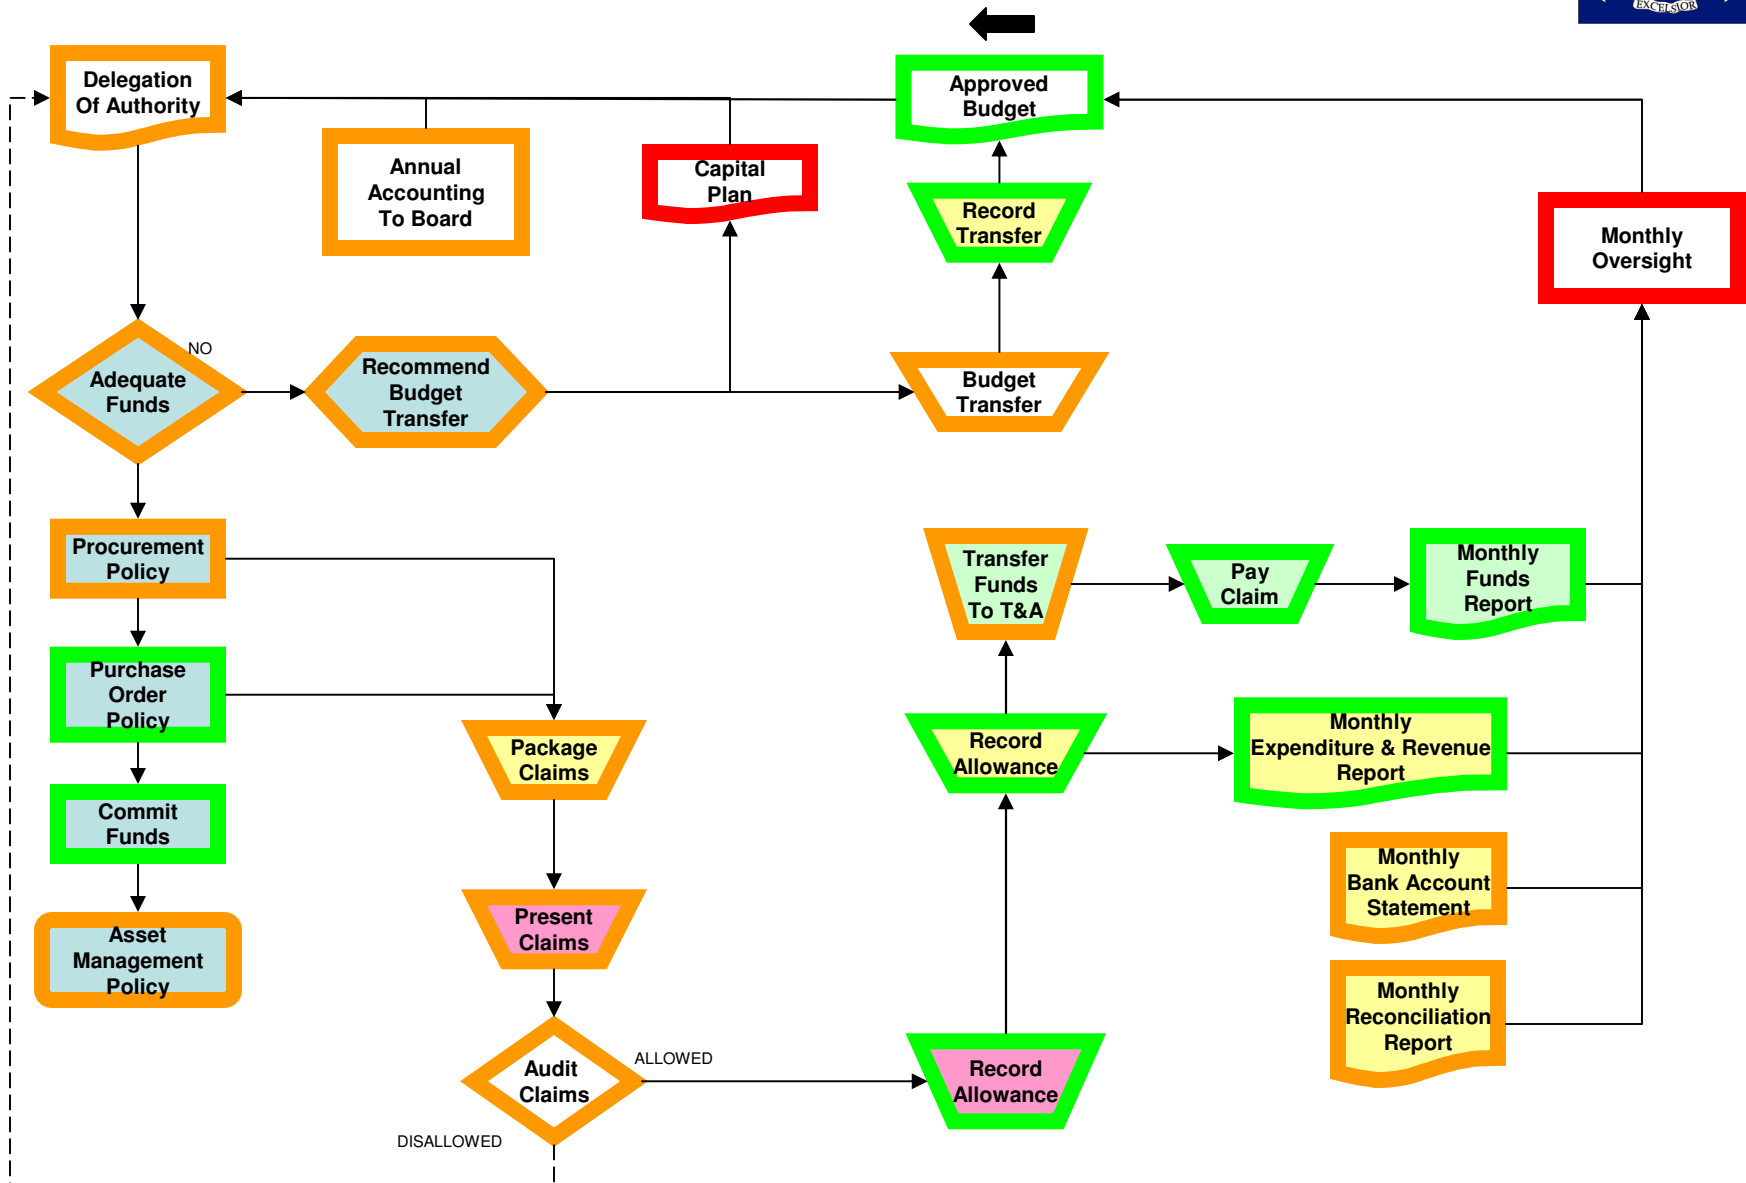 EXCELSIOR
Delegation
Of Authority
Approved
Budget
Annual
Accounting
To Board
Capital
Plan
Record
Transfer
Monthly
Oversight
NO
Adequate
Funds
Recommend
Budget
Transfer
Budget
Transfer
Procurement
Policy
Transfer
Funds
To T&A
Pay
Claim
Monthly
Funds
Report
Purchase
Order
Policy
Package
Claims
Record
Allowance
Monthly
Expenditure & Revenue
Report
Commit
Funds
Monthly
Bank Account
Statement
Present
Claims
Asset
Management
Policy
Monthly
Reconciliation
Report
Audit
Claims
ALLOWED
Record
Allowance
DISALLOWED